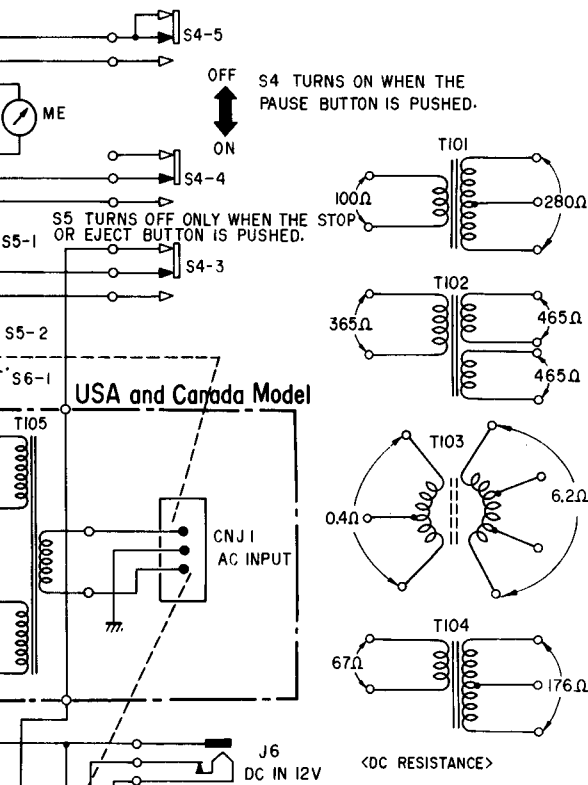 S4-5
OFF
S4 TURNS ON WHEN THE
PAUSE BUTTON IS PUSHED.
ME
ON
S4-4
S5 TURNS OFF ONLY WHEN THE STOP
OR EJECT BUTTON IS PUSHED.
S5-1
S4-3
S5-2
S6-1
USA and Canada Model
T105
CNJ1
AC INPUT
J6
DC IN 12V
T101
100Ω
280Ω
T102
365Ω
465Ω
465Ω
T103
0.4Ω
6.2Ω
T104
67Ω
176Ω
<DC RESISTANCE>